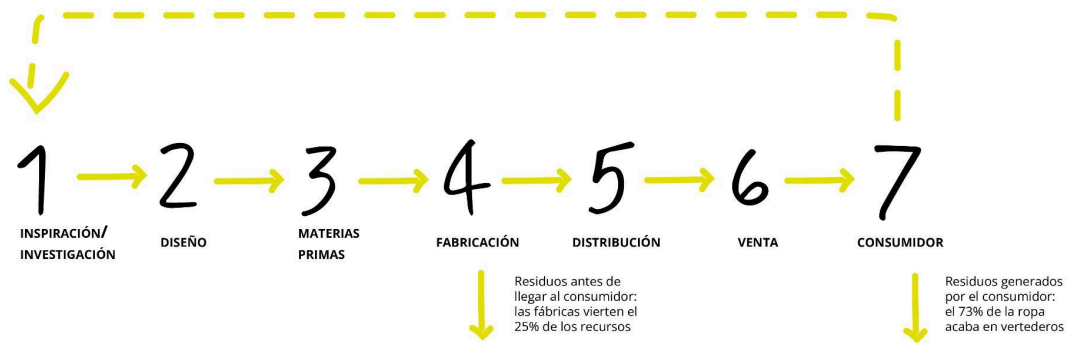 1
2
3
4
5
6
7
INSPIRACIÓN/
INVESTIGACIÓN
DISEÑO
MATERIAS
PRIMAS
FABRICACIÓN
DISTRIBUCIÓN
VENTA
CONSUMIDOR
Residuos antes de
llegar al consumidor:
las fábricas vierten el
25% de los recursos
Residuos generados
por el consumidor:
el 73% de la ropa
acaba en vertederos